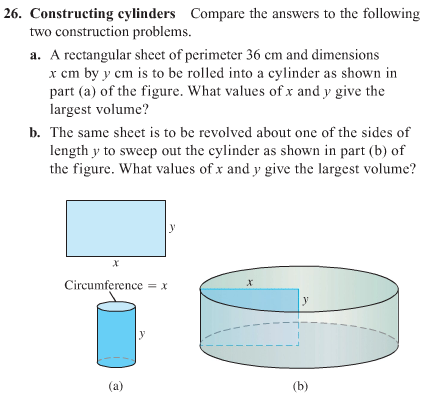 26. Constructing cylinders Compare the answers to the following
two construction problems.
a. A rectangular sheet of perimeter 36 cm and dimensions
x cm by y cm is to be rolled into a cylinder as shown in
part (a) of the figure. What values of x and y give the
largest volume?
b. The same sheet is to be revolved about one of the sides of
length y to sweep out the cylinder as shown in part (b) of
the figure. What values of x and y give the largest volume?
y
x
Circumference = x
y
(a)
x
y
(b)